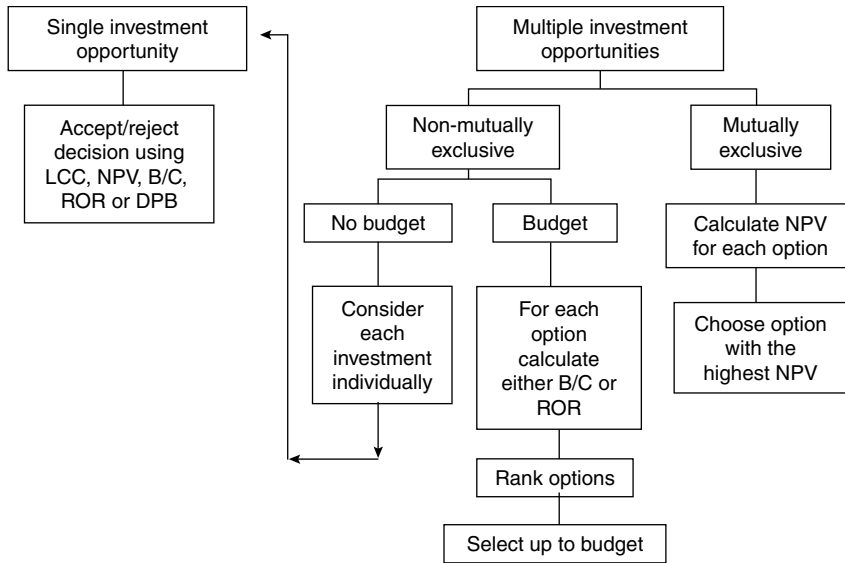 Single investment
opportunity
Accept/reject
decision using
LCC, NPV, B/C,
ROR or DPB
Multiple investment
opportunities
Non-mutually
exclusive
Mutually
exclusive
No budget
Budget
Calculate NPV
for each option
Consider
each
investment
individually
For each
option
calculate
either B/C or
ROR
Choose option
with the
highest NPV
Rank options
Select up to budget